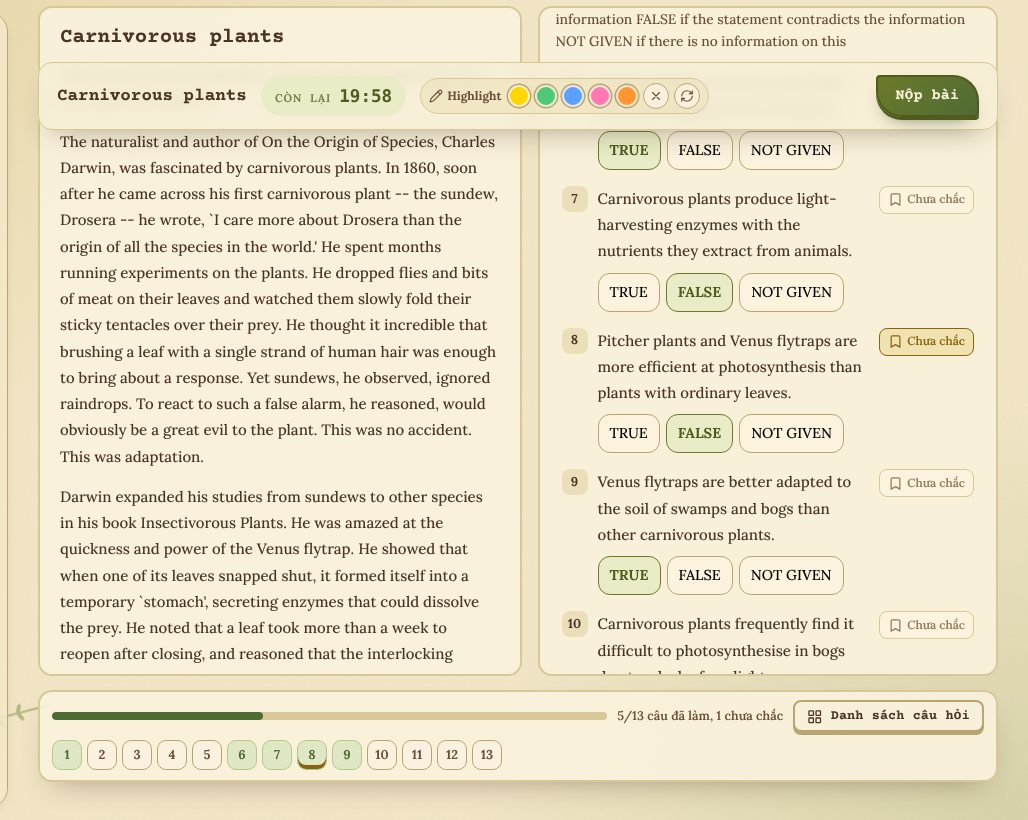 Carnivorous plants
information FALSE if the statement contradicts the information
NOT GIVEN if there is no information on this
Carnivorous plants
CÒN LẠI 19:58
Highlight
Nộp bài
The naturalist and author of On the Origin of Species, Charles
Darwin, was fascinated by carnivorous plants. In 1860, soon
after he came across his first carnivorous plant -- the sundew,
Drosera -- he wrote, `I care more about Drosera than the
origin of all the species in the world.' He spent months
running experiments on the plants. He dropped flies and bits
of meat on their leaves and watched them slowly fold their
sticky tentacles over their prey. He thought it incredible that
brushing a leaf with a single strand of human hair was enough
to bring about a response. Yet sundews, he observed, ignored
raindrops. To react to such a false alarm, he reasoned, would
obviously be a great evil to the plant. This was no accident.
This was adaptation.
Darwin expanded his studies from sundews to other species
in his book Insectivorous Plants. He was amazed at the
quickness and power of the Venus flytrap. He showed that
when one of its leaves snapped shut, it formed itself into a
temporary `stomach', secreting enzymes that could dissolve
the prey. He noted that a leaf took more than a week to
reopen after closing, and reasoned that the interlocking
TRUE FALSE NOT GIVEN
7 Carnivorous plants produce light- Chưa chắc
harvesting enzymes with the
nutrients they extract from animals.
TRUE FALSE NOT GIVEN
8 Pitcher plants and Venus flytraps are Chưa chắc
more efficient at photosynthesis than
plants with ordinary leaves.
TRUE FALSE NOT GIVEN
9 Venus flytraps are better adapted to Chưa chắc
the soil of swamps and bogs than
other carnivorous plants.
TRUE FALSE NOT GIVEN
10 Carnivorous plants frequently find it Chưa chắc
difficult to photosynthesise in bogs
5/13 câu đã làm, 1 chưa chắc
Danh sách câu hỏi
1 2 3 4 5 6 7 8 9 10 11 12 13